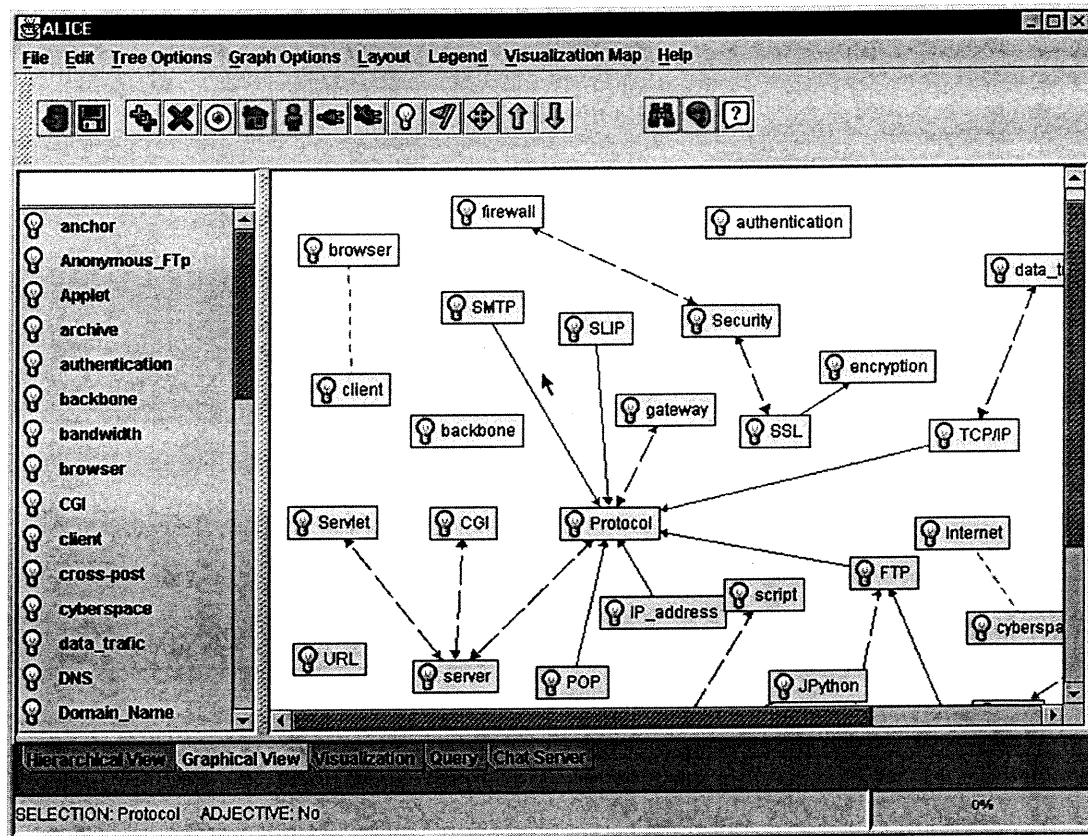 ALICE
File Edit Tree Options Graph Options Layout Legend Visualization Map Help
?
anchor
Anonymous_FTp
Applet
archive
authentication
backbone
bandwidth
browser
CGI
client
cross-post
cyberspace
data_trafic
DNS
Domain_Name
firewall
authentication
browser
data_t
SMTP
SLIP
Security
encryption
client
gateway
backbone
SSL
TCP/IP
Servlet
CGI
Protocol
Internet
FTP
script
IP_address
cyberspa
URL
server
POP
JPython
Hierarchical View Graphical View Visualization Query Chat Server
SELECTION: Protocol ADJECTIVE: No
0%